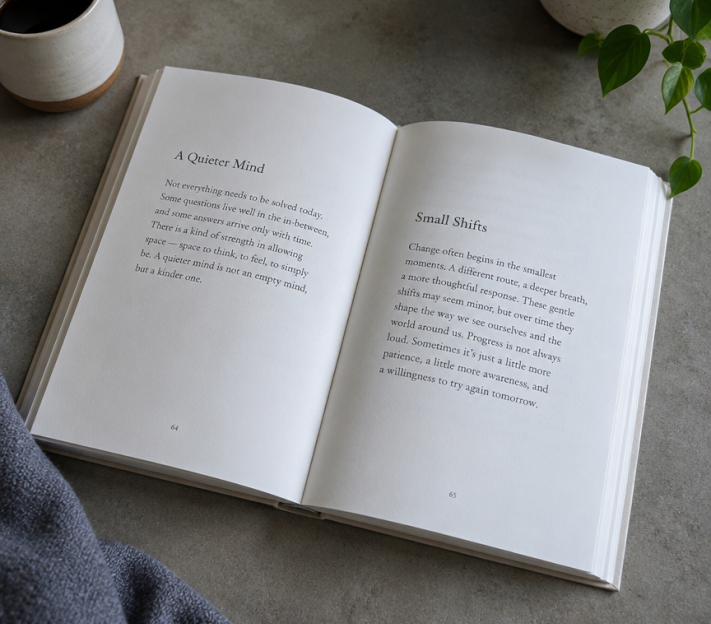 A Quieter Mind
Not everything needs to be solved today.
Some questions live well in the in-between,
and some answers arrive only with time.
There is a kind of strength in allowing
space — space to think, to feel, to simply
be. A quieter mind is not an empty mind,
but a kinder one.
64
Small Shifts
Change often begins in the smallest
moments. A different route, a deeper breath,
a more thoughtful response. These gentle
shifts may seem minor, but over time they
shape the way we see ourselves and the
world around us. Progress is not always
loud. Sometimes it's just a little more
patience, a little more awareness, and
a willingness to try again tomorrow.
65